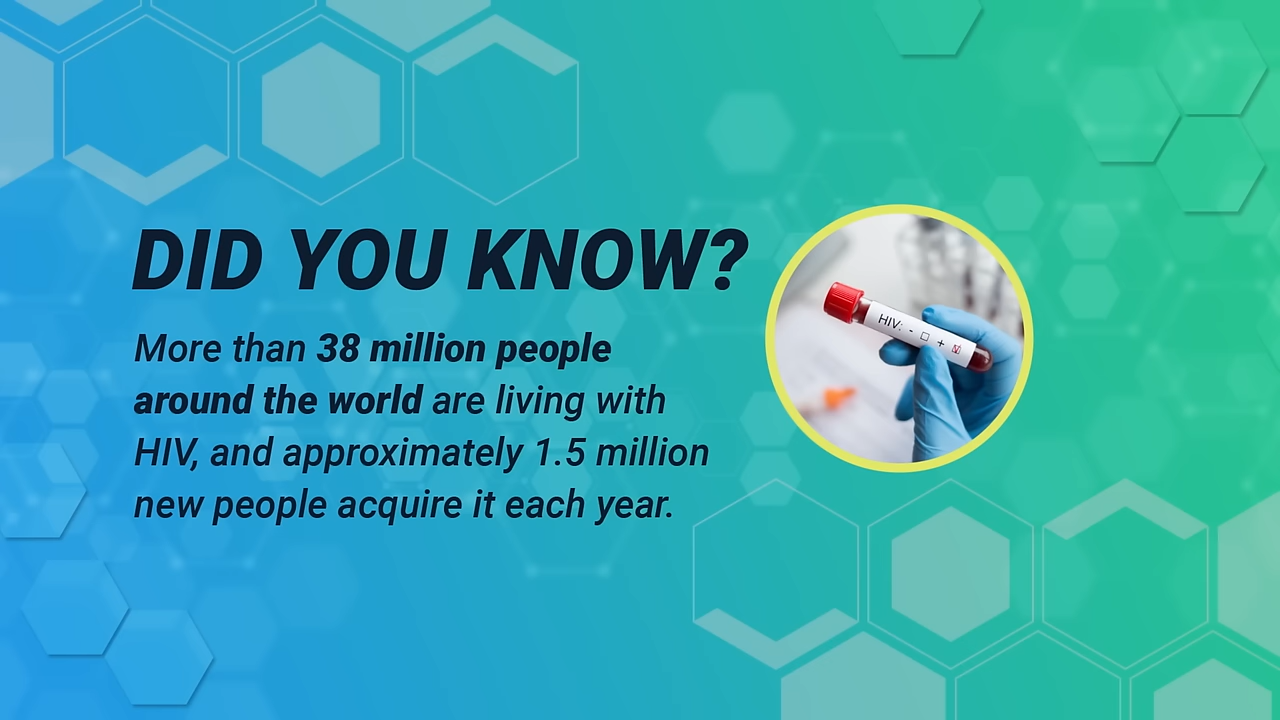 DID YOU KNOW?
More than 38 million people
around the world are living with
HIV, and approximately 1.5 million
new people acquire it each year.
HIV: - □ + ☑